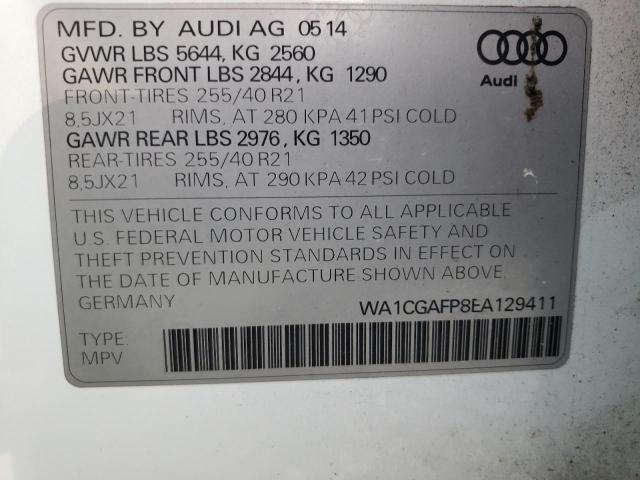 MFD. BY AUDI AG 05 14
GVWR LBS 5644, KG 2560
GAWR FRONT LBS 2844, KG 1290
FRONT-TIRES 255/40 R21
8,5JX21 RIMS, AT 280 KPA 41 PSI COLD
GAWR REAR LBS 2976, KG 1350
REAR-TIRES 255/40 R21
8,5JX21 RIMS, AT 290 KPA 42 PSI COLD
Audi
THIS VEHICLE CONFORMS TO ALL APPLICABLE
U.S. FEDERAL MOTOR VEHICLE SAFETY AND
THEFT PREVENTION STANDARDS IN EFFECT ON
THE DATE OF MANUFACTURE SHOWN ABOVE
GERMANY
WA1CGAFP8EA129411
TYPE:
MPV